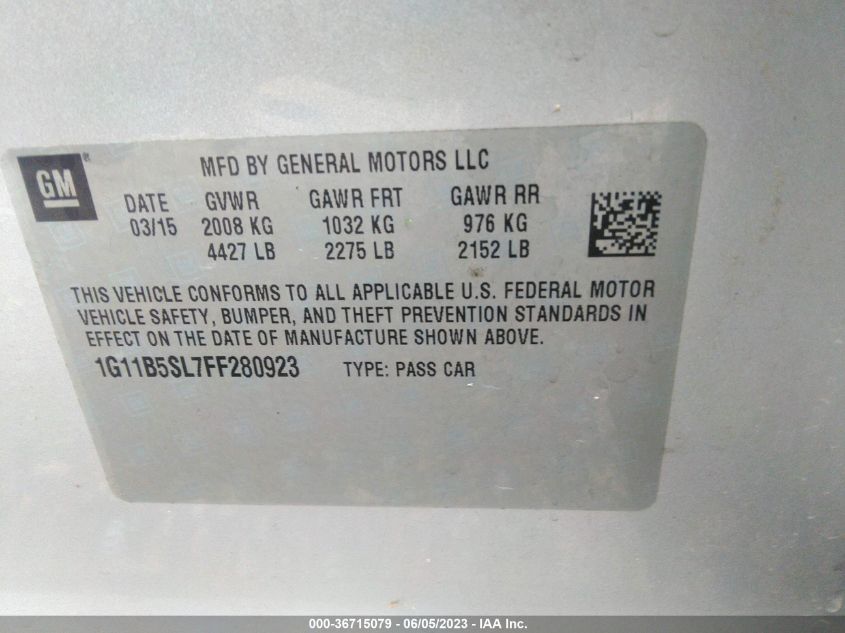 GM®
MFD BY GENERAL MOTORS LLC
DATE GVWR GAWR FRT GAWR RR
03/15 2008 KG 1032 KG 976 KG
4427 LB 2275 LB 2152 LB
THIS VEHICLE CONFORMS TO ALL APPLICABLE U.S. FEDERAL MOTOR
VEHICLE SAFETY, BUMPER, AND THEFT PREVENTION STANDARDS IN
EFFECT ON THE DATE OF MANUFACTURE SHOWN ABOVE.
1G11B5SL7FF280923 TYPE: PASS CAR
000-36715079 - 06/05/2023 - IAA Inc.